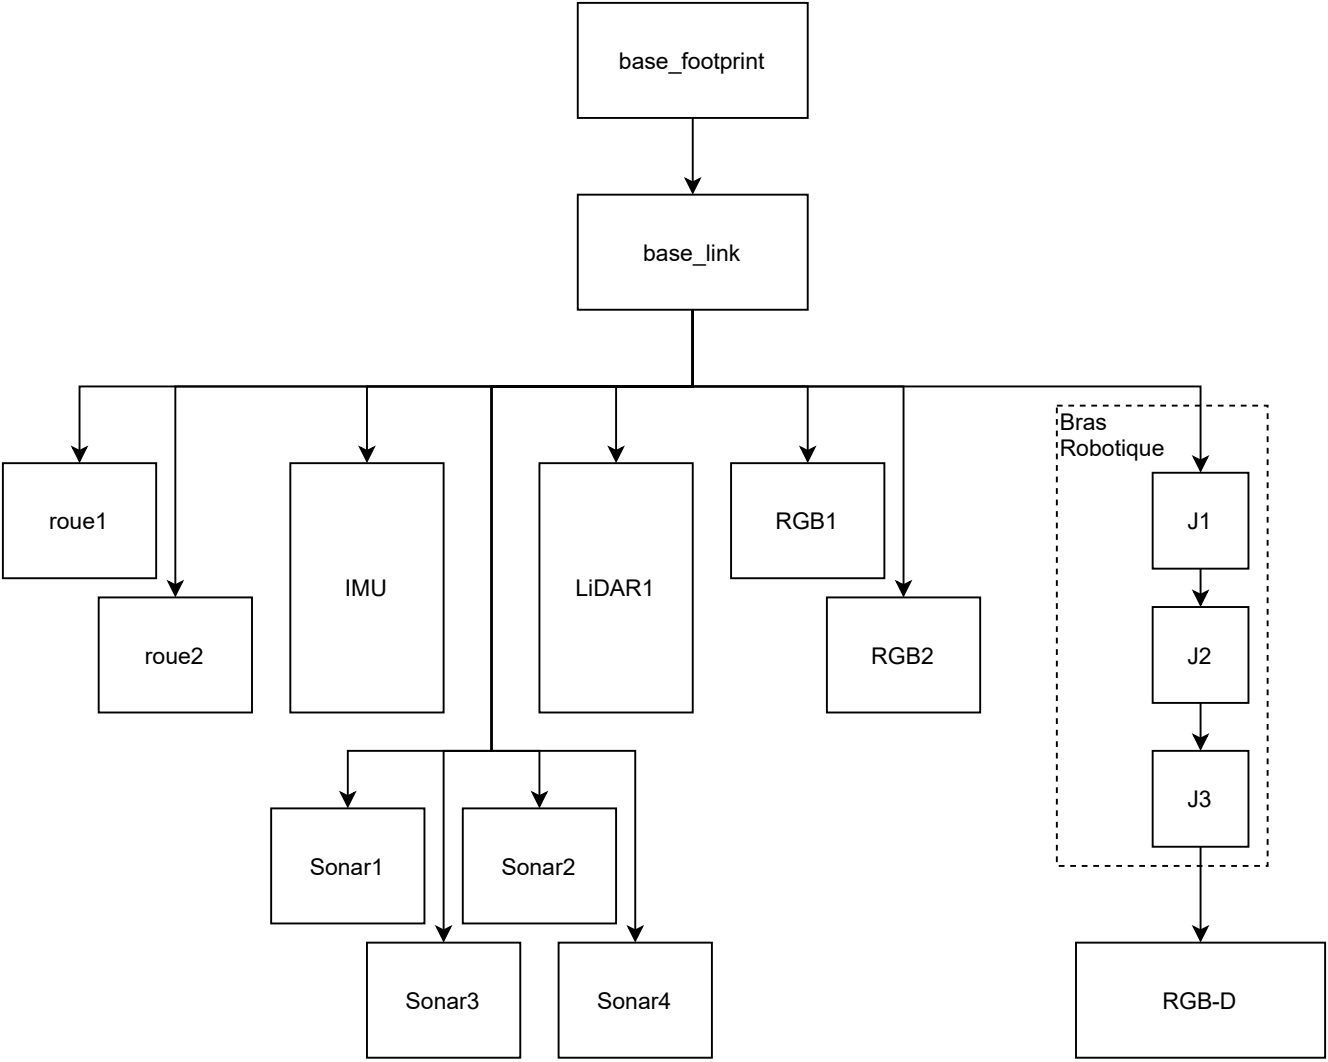 base_footprint
base_link
Bras
Robotique
roue1
IMU
LiDAR1
RGB1
J1
roue2
RGB2
J2
J3
Sonar1
Sonar2
Sonar3
Sonar4
RGB-D